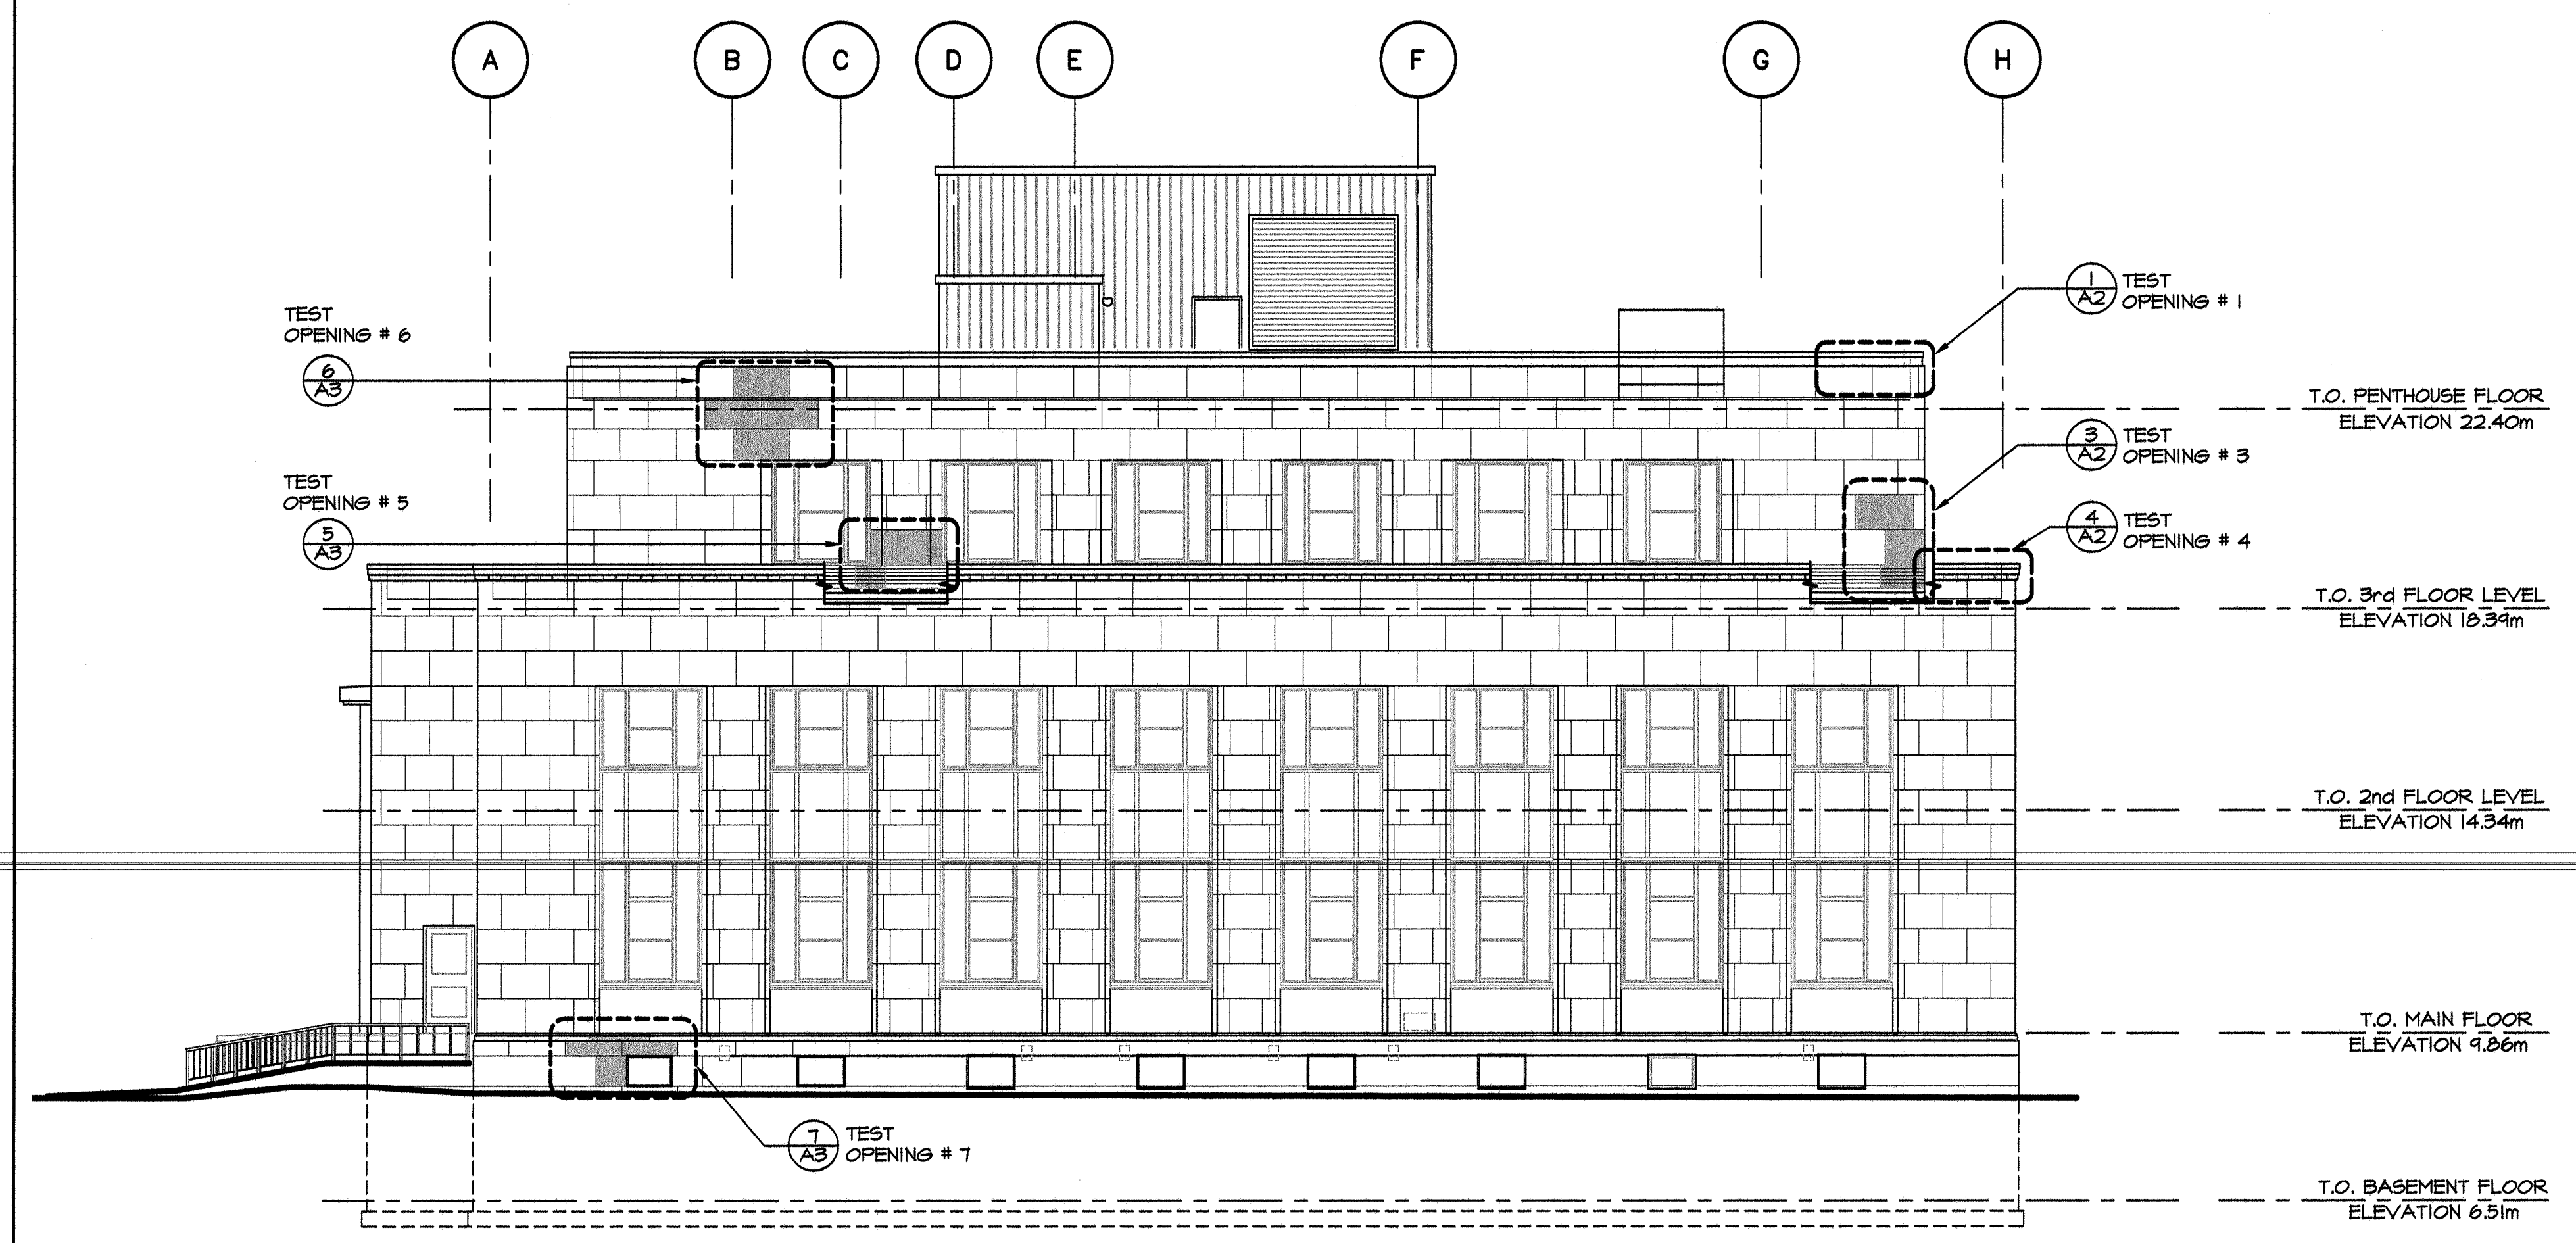 A B C D E F G H
1
A2
TEST
OPENING # 1
TEST
OPENING # 6
6
A3
T.O. PENTHOUSE FLOOR
ELEVATION 22.40m
3
A2
TEST
OPENING # 3
TEST
OPENING # 5
5
A3
4
A2
TEST
OPENING # 4
T.O. 3rd FLOOR LEVEL
ELEVATION 18.39m
T.O. 2nd FLOOR LEVEL
ELEVATION 14.34m
T.O. MAIN FLOOR
ELEVATION 9.86m
7
A3
TEST
OPENING # 7
T.O. BASEMENT FLOOR
ELEVATION 6.51m